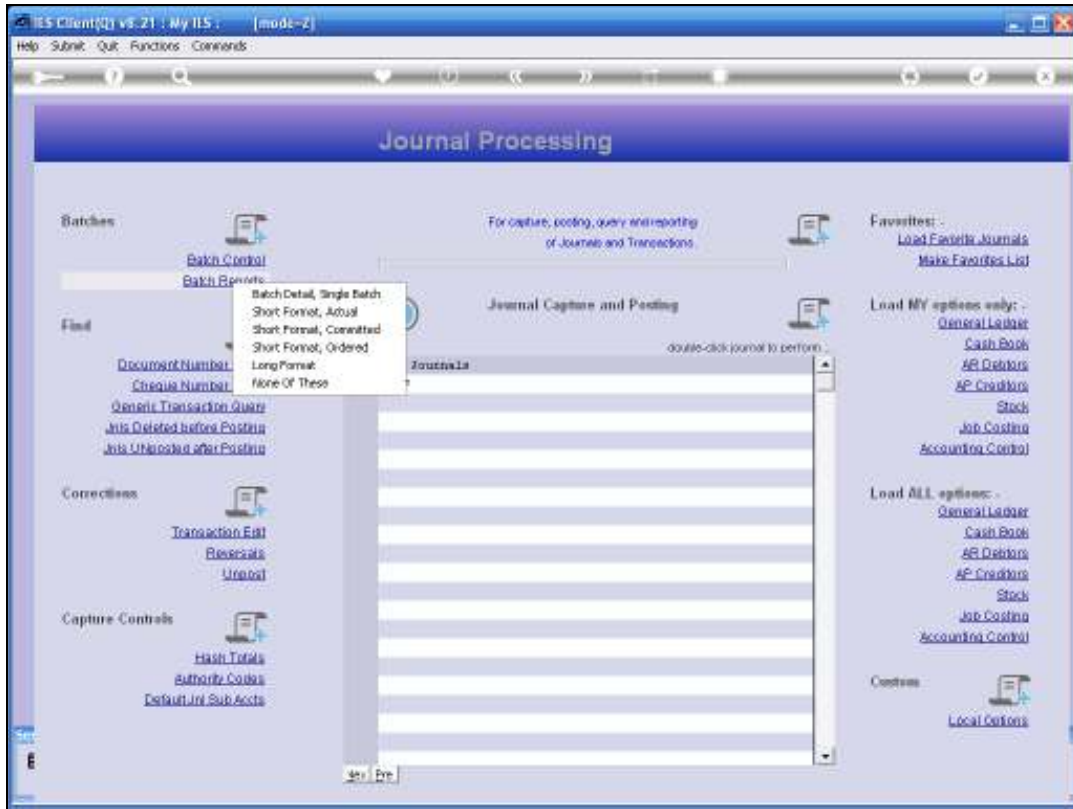 IES Client(Q) v8.21 : My IES : [mode=2]
Help Submit Quit Functions Commands
Journal Processing
Batches
Batch Control
Batch Reports
Batch Detail, Single Batch
Short Format, Actual
Short Format, Committed
Short Format, Ordered
Long Format
None Of These
Find
Document Number
Cheque Number
Generic Transaction Query
Jnls Deleted before Posting
Jnls UNposted after Posting
Corrections
Transaction Edit
Reversals
Unpost
Capture Controls
Hash Totals
Authority Codes
Default Jnl Sub Accts
For capture, posting, query and reporting
of Journals and Transactions.
Journal Capture and Posting
double-click journal to perform :
Journals
Nex Pre
Favorites: -
Load Favorite Journals
Make Favorites List
Load MY options only: -
General Ledger
Cash Book
AR Debtors
AP Creditors
Stock
Job Costing
Accounting Control
Load ALL options: -
General Ledger
Cash Book
AR Debtors
AP Creditors
Stock
Job Costing
Accounting Control
Custom
Local Options